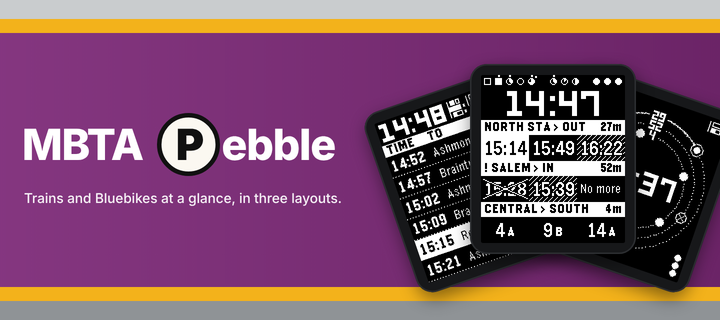 MBTA Pebble
Trains and Bluebikes at a glance, in three layouts.
14:48
TIME TO
14:52 Ashmon
14:57 Braint
15:02 Ashm
15:09 Bra
15:15
15:21
14:47
NORTH STA > OUT 27m
15:14 15:49 16:22
! SALEM > IN 52m
15:28 15:39 No more
CENTRAL > SOUTH 4m
4A 9B 14A
:37